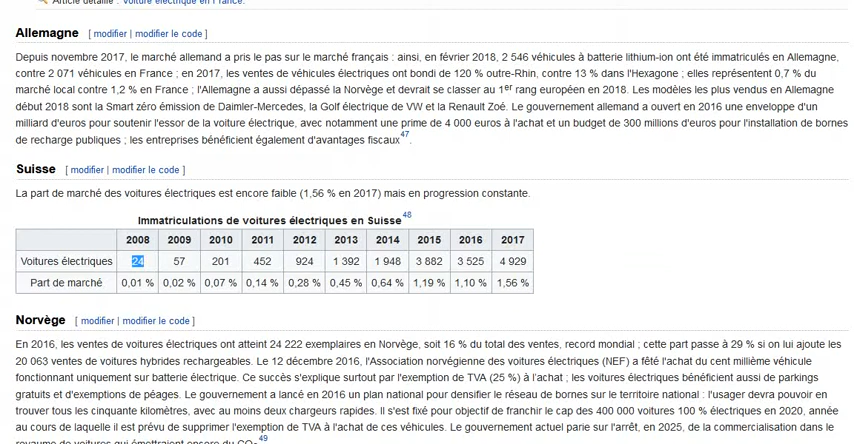 Article détaillé : Voiture électrique en France.
Allemagne [ modifier | modifier le code ]
Depuis novembre 2017, le marché allemand a pris le pas sur le marché français : ainsi, en février 2018, 2 546 véhicules à batterie lithium-ion ont été immatriculés en Allemagne,
contre 2 071 véhicules en France ; en 2017, les ventes de véhicules électriques ont bondi de 120 % outre-Rhin, contre 13 % dans l'Hexagone ; elles représentent 0,7 % du
marché local contre 1,2 % en France ; l'Allemagne a aussi dépassé la Norvège et devrait se classer au 1er rang européen en 2018. Les modèles les plus vendus en Allemagne
début 2018 sont la Smart zéro émission de Daimler-Mercedes, la Golf électrique de VW et la Renault Zoé. Le gouvernement allemand a ouvert en 2016 une enveloppe d'un
milliard d'euros pour soutenir l'essor de la voiture électrique, avec notamment une prime de 4 000 euros à l'achat et un budget de 300 millions d'euros pour l'installation de bornes
de recharge publiques ; les entreprises bénéficient également d'avantages fiscaux47.
Suisse [ modifier | modifier le code ]
La part de marché des voitures électriques est encore faible (1,56 % en 2017) mais en progression constante.
Immatriculations de voitures électriques en Suisse48
2008 2009 2010 2011 2012 2013 2014 2015 2016 2017
Voitures électriques 24 57 201 452 924 1 392 1 948 3 882 3 525 4 929
Part de marché 0,01 % 0,02 % 0,07 % 0,14 % 0,28 % 0,45 % 0,64 % 1,19 % 1,10 % 1,56 %
Norvège [ modifier | modifier le code ]
En 2016, les ventes de voitures électriques ont atteint 24 222 exemplaires en Norvège, soit 16 % du total des ventes, record mondial ; cette part passe à 29 % si on lui ajoute les
20 063 ventes de voitures hybrides rechargeables. Le 12 décembre 2016, l'Association norvégienne des voitures électriques (NEF) a fêté l'achat du cent millième véhicule
fonctionnant uniquement sur batterie électrique. Ce succès s'explique surtout par l'exemption de TVA (25 %) à l'achat ; les voitures électriques bénéficient aussi de parkings
gratuits et d'exemptions de péages. Le gouvernement a lancé en 2016 un plan national pour densifier le réseau de bornes sur le territoire national : l'usager devra pouvoir en
trouver tous les cinquante kilomètres, avec au moins deux chargeurs rapides. Il s'est fixé pour objectif de franchir le cap des 400 000 voitures 100 % électriques en 2020, année
au cours de laquelle il est prévu de supprimer l'exemption de TVA à l'achat de ces véhicules. Le gouvernement actuel parie sur l'arrêt, en 2025, de la commercialisation dans le
royaume de voitures qui émettraient encore du CO249